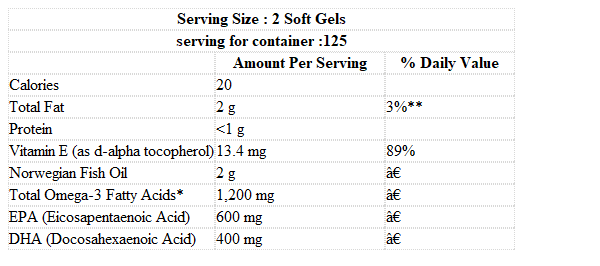 Serving Size : 2 Soft Gels
serving for container :125
Amount Per Serving % Daily Value
Calories 20
Total Fat 2 g 3%**
Protein <1 g
Vitamin E (as d-alpha tocopherol) 13.4 mg 89%
Norwegian Fish Oil 2 g â€
Total Omega-3 Fatty Acids* 1,200 mg â€
EPA (Eicosapentaenoic Acid) 600 mg â€
DHA (Docosahexaenoic Acid) 400 mg â€